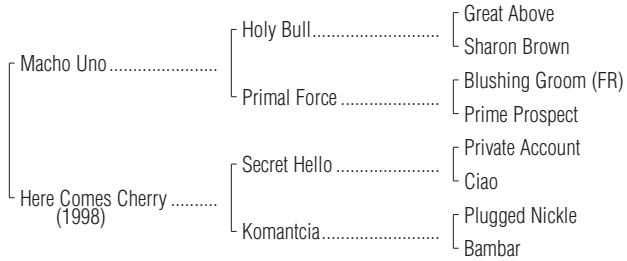 Great Above
Holy Bull
Sharon Brown
Macho Uno
Blushing Groom (FR)
Primal Force
Prime Prospect
Private Account
Secret Hello
Ciao
Here Comes Cherry
(1998)
Plugged Nickle
Komantcia
Bambar